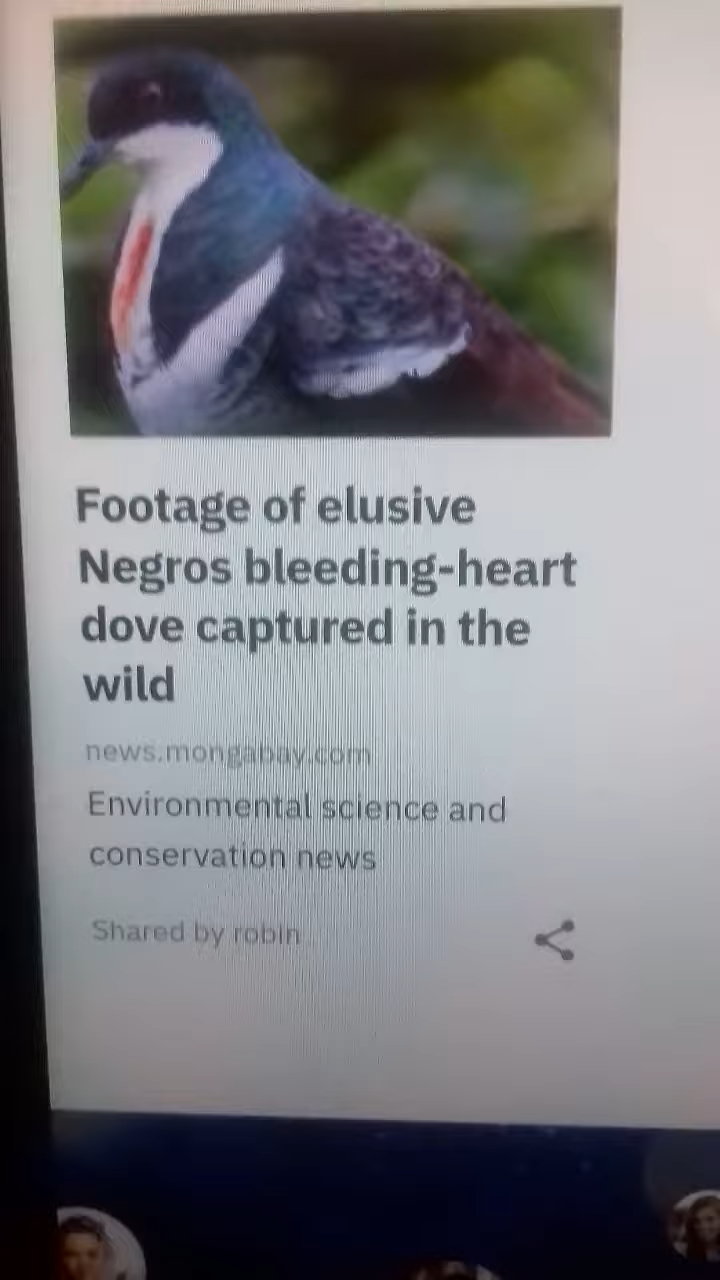 Footage of elusive
Negros bleeding-heart
dove captured in the
wild
news.mongabay.com
Environmental science and
conservation news
Shared by robin